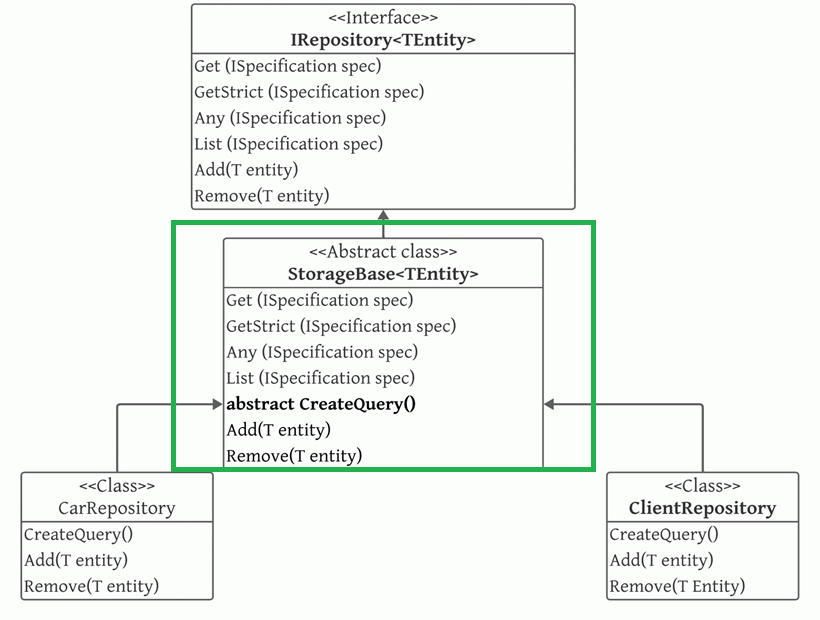 <<Interface>>
IRepository<TEntity>
Get (ISpecification spec)
GetStrict (ISpecification spec)
Any (ISpecification spec)
List (ISpecification spec)
Add(T entity)
Remove(T entity)
<<Abstract class>>
StorageBase<TEntity>
Get (ISpecification spec)
GetStrict (ISpecification spec)
Any (ISpecification spec)
List (ISpecification spec)
abstract CreateQuery()
Add(T entity)
Remove(T entity)
<<Class>>
CarRepository
CreateQuery()
Add(T entity)
Remove(T entity)
<<Class>>
ClientRepository
CreateQuery()
Add(T entity)
Remove(T Entity)